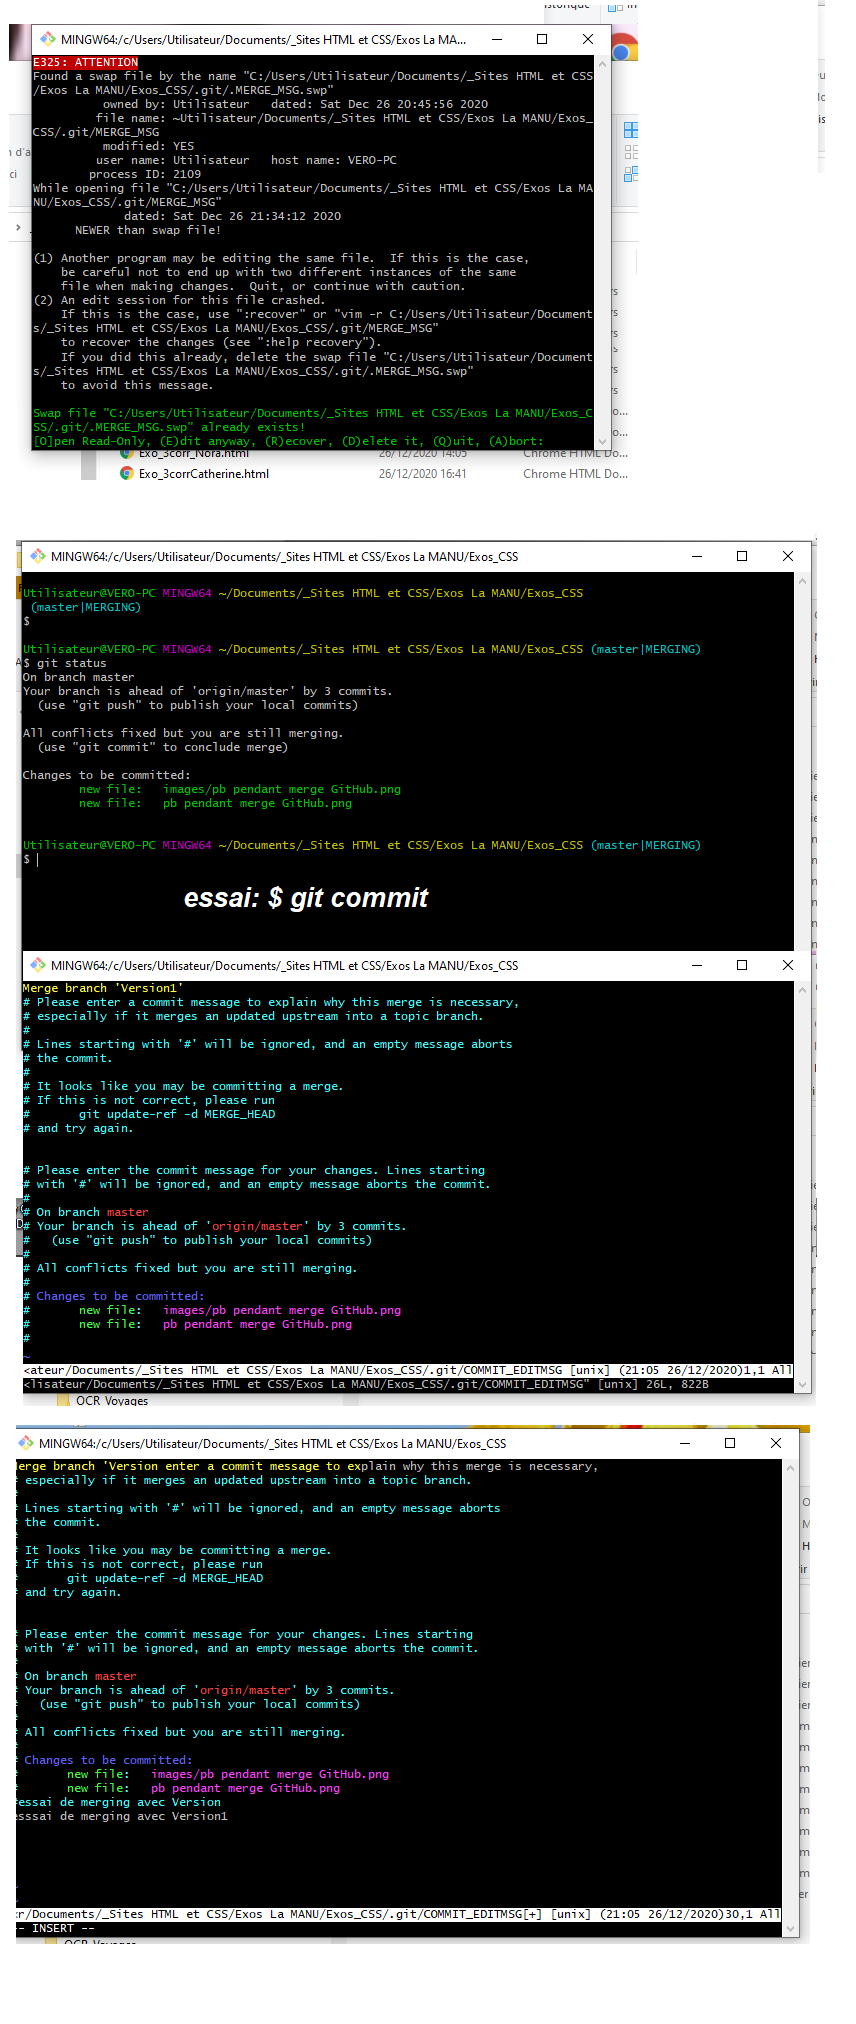 MINGW64:/c/Users/Utilisateur/Documents/_Sites HTML et CSS/Exos La MA...
E325: ATTENTION
Found a swap file by the name "C:/Users/Utilisateur/Documents/_Sites HTML et CSS
/Exos La MANU/Exos_CSS/.git/.MERGE_MSG.swp"
owned by: Utilisateur   dated: Sat Dec 26 20:45:56 2020
file name: ~Utilisateur/Documents/_Sites HTML et CSS/Exos La MANU/Exos_
CSS/.git/MERGE_MSG
modified: YES
user name: Utilisateur   host name: VERO-PC
process ID: 2109
While opening file "C:/Users/Utilisateur/Documents/_Sites HTML et CSS/Exos La MA
NU/Exos_CSS/.git/MERGE_MSG"
dated: Sat Dec 26 21:34:12 2020
NEWER than swap file!
(1) Another program may be editing the same file.  If this is the case,
be careful not to end up with two different instances of the same
file when making changes.  Quit, or continue with caution.
(2) An edit session for this file crashed.
If this is the case, use ":recover" or "vim -r C:/Users/Utilisateur/Document
s/_Sites HTML et CSS/Exos La MANU/Exos_CSS/.git/MERGE_MSG"
to recover the changes (see ":help recovery").
If you did this already, delete the swap file "C:/Users/Utilisateur/Document
s/_Sites HTML et CSS/Exos La MANU/Exos_CSS/.git/.MERGE_MSG.swp"
to avoid this message.
Swap file "C:/Users/Utilisateur/Documents/_Sites HTML et CSS/Exos La MANU/Exos_C
SS/.git/.MERGE_MSG.swp" already exists!
[O]pen Read-Only, (E)dit anyway, (R)ecover, (D)elete it, (Q)uit, (A)bort:
Exo_3corr_Nora.html 26/12/2020 14:05 Chrome HTML Do...
Exo_3corrCatherine.html 26/12/2020 16:41 Chrome HTML Do...
MINGW64:/c/Users/Utilisateur/Documents/_Sites HTML et CSS/Exos La MANU/Exos_CSS
Utilisateur@VERO-PC MINGW64 ~/Documents/_Sites HTML et CSS/Exos La MANU/Exos_CSS
(master|MERGING)
$
Utilisateur@VERO-PC MINGW64 ~/Documents/_Sites HTML et CSS/Exos La MANU/Exos_CSS (master|MERGING)
$ git status
On branch master
Your branch is ahead of 'origin/master' by 3 commits.
(use "git push" to publish your local commits)
All conflicts fixed but you are still merging.
(use "git commit" to conclude merge)
Changes to be committed:
new file:   images/pb pendant merge GitHub.png
new file:   pb pendant merge GitHub.png
Utilisateur@VERO-PC MINGW64 ~/Documents/_Sites HTML et CSS/Exos La MANU/Exos_CSS (master|MERGING)
$
essai: $ git commit
MINGW64:/c/Users/Utilisateur/Documents/_Sites HTML et CSS/Exos La MANU/Exos_CSS
Merge branch 'Version1'
# Please enter a commit message to explain why this merge is necessary,
# especially if it merges an updated upstream into a topic branch.
#
# Lines starting with '#' will be ignored, and an empty message aborts
# the commit.
#
# It looks like you may be committing a merge.
# If this is not correct, please run
#       git update-ref -d MERGE_HEAD
# and try again.
# Please enter the commit message for your changes. Lines starting
# with '#' will be ignored, and an empty message aborts the commit.
#
# On branch master
# Your branch is ahead of 'origin/master' by 3 commits.
#   (use "git push" to publish your local commits)
#
# All conflicts fixed but you are still merging.
#
# Changes to be committed:
#       new file:   images/pb pendant merge GitHub.png
#       new file:   pb pendant merge GitHub.png
#
~
<ateur/Documents/_Sites HTML et CSS/Exos La MANU/Exos_CSS/.git/COMMIT_EDITMSG [unix] (21:05 26/12/2020)1,1 All
<lisateur/Documents/_Sites HTML et CSS/Exos La MANU/Exos_CSS/.git/COMMIT_EDITMSG" [unix] 26L, 822B
OCR_Voyages
MINGW64:/c/Users/Utilisateur/Documents/_Sites HTML et CSS/Exos La MANU/Exos_CSS
erge branch 'Version enter a commit message to explain why this merge is necessary,
especially if it merges an updated upstream into a topic branch.
Lines starting with '#' will be ignored, and an empty message aborts
the commit.
It looks like you may be committing a merge.
If this is not correct, please run
git update-ref -d MERGE_HEAD
and try again.
Please enter the commit message for your changes. Lines starting
with '#' will be ignored, and an empty message aborts the commit.
On branch master
Your branch is ahead of 'origin/master' by 3 commits.
(use "git push" to publish your local commits)
All conflicts fixed but you are still merging.
Changes to be committed:
new file:   images/pb pendant merge GitHub.png
new file:   pb pendant merge GitHub.png
#essai de merging avec Version
esssai de merging avec Version1
r/Documents/_Sites HTML et CSS/Exos La MANU/Exos_CSS/.git/COMMIT_EDITMSG[+] [unix] (21:05 26/12/2020)30,1 All
-- INSERT --